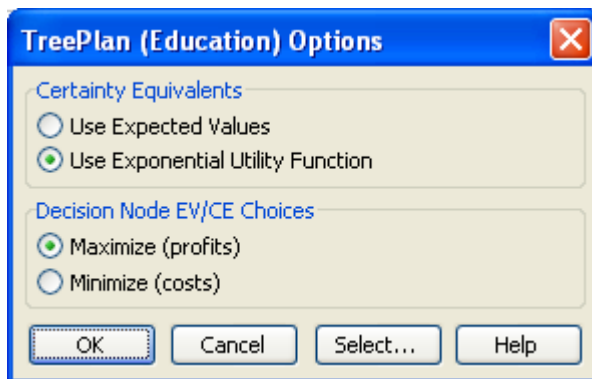 TreePlan (Education) Options
Certainty Equivalents
Use Expected Values
Use Exponential Utility Function
Decision Node EV/CE Choices
Maximize (profits)
Minimize (costs)
OK Cancel Select... Help